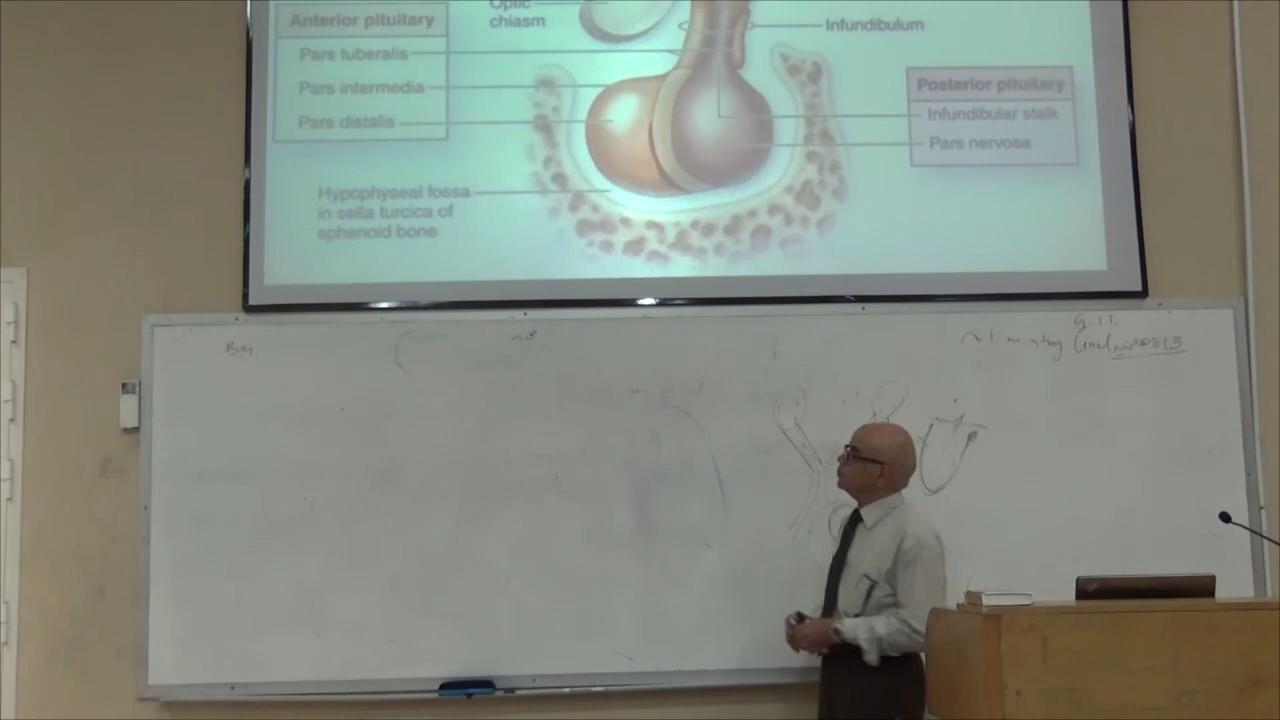 Anterior pituitary
Pars tuberalis
Pars intermedia
Pars distalis
Optic
chiasm
Infundibulum
Posterior pituitary
Infundibular stalk
Pars nervosa
Hypophyseal fossa
in sella turcica of
sphenoid bone
G.I.T.